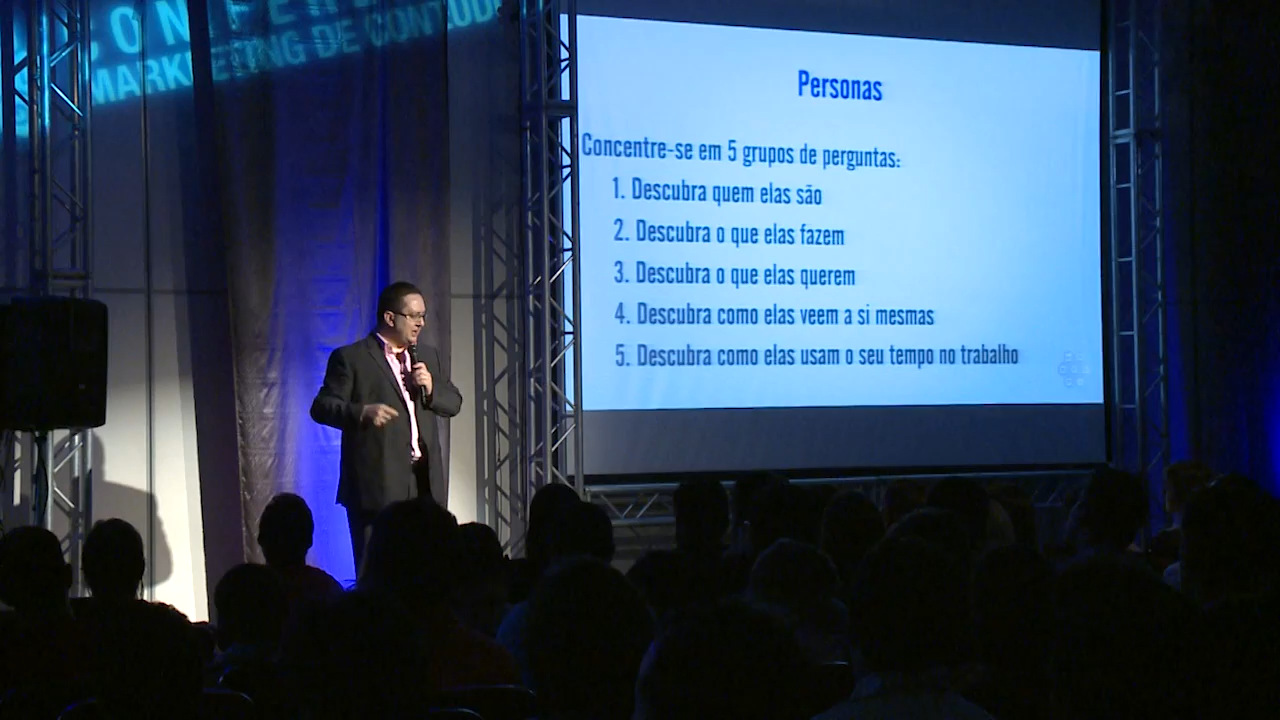 MARKETING DE CONTEÚDO
Personas
Concentre-se em 5 grupos de perguntas:
1. Descubra quem elas são
2. Descubra o que elas fazem
3. Descubra o que elas querem
4. Descubra como elas veem a si mesmas
5. Descubra como elas usam o seu tempo no trabalho